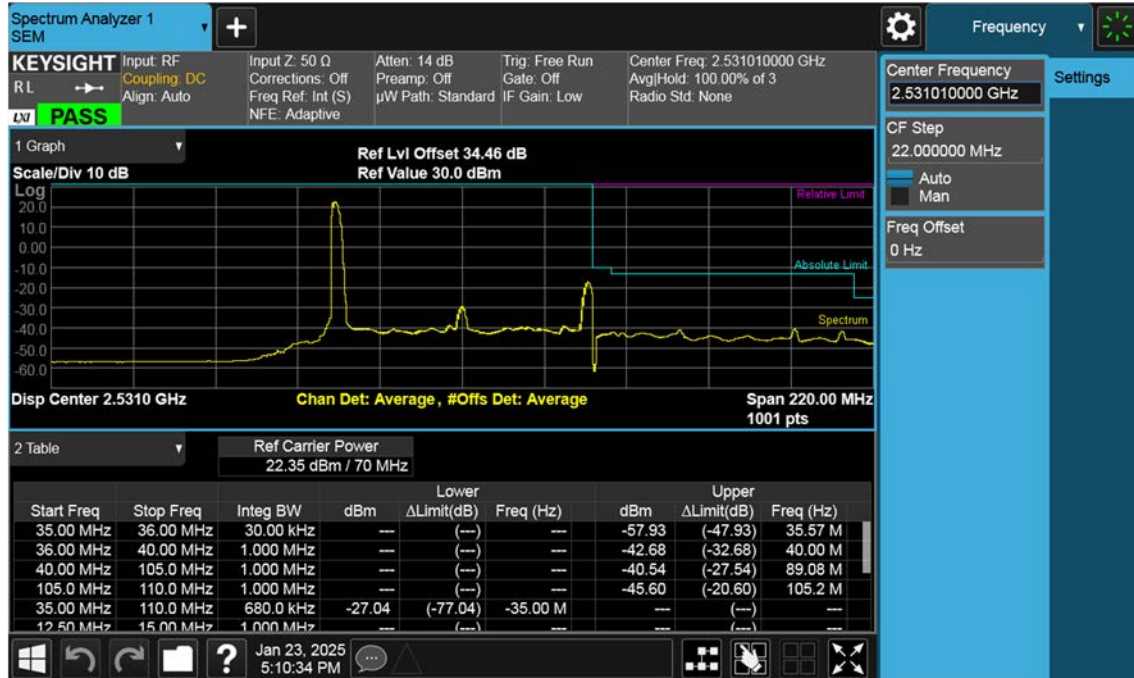 Spectrum Analyzer 1
SEM
Frequency
KEYSIGHT
R L
LXI
PASS
Input: RF
Coupling: DC
Align: Auto
Input Z: 50 Ω
Corrections: Off
Freq Ref: Int (S)
NFE: Adaptive
Atten: 14 dB
Preamp: Off
µW Path: Standard
Trig: Free Run
Gate: Off
IF Gain: Low
Center Freq: 2.531010000 GHz
Avg|Hold: 100.00% of 3
Radio Std: None
Center Frequency
2.531010000 GHz
Settings
CF Step
22.000000 MHz
Auto
Man
Freq Offset
0 Hz
1 Graph
Scale/Div 10 dB
Ref Lvl Offset 34.46 dB
Ref Value 30.0 dBm
Log
20.0
10.0
0.00
-10.0
-20.0
-30.0
-40.0
-50.0
-60.0
Relative Limit
Absolute Limit
Spectrum
Disp Center 2.5310 GHz
Chan Det: Average , #Offs Det: Average
Span 220.00 MHz
1001 pts
2 Table
Ref Carrier Power
22.35 dBm / 70 MHz
Lower Upper
Start Freq Stop Freq Integ BW dBm ΔLimit(dB) Freq (Hz) dBm ΔLimit(dB) Freq (Hz)
35.00 MHz 36.00 MHz 30.00 kHz --- (---) --- -57.93 (-47.93) 35.57 M
36.00 MHz 40.00 MHz 1.000 MHz --- (---) --- -42.68 (-32.68) 40.00 M
40.00 MHz 105.0 MHz 1.000 MHz --- (---) --- -40.54 (-27.54) 89.08 M
105.0 MHz 110.0 MHz 1.000 MHz --- (---) --- -45.60 (-20.60) 105.2 M
35.00 MHz 110.0 MHz 680.0 kHz -27.04 (-77.04) -35.00 M --- (---) ---
12.50 MHz 15.00 MHz 1.000 MHz --- (---) --- --- (---) ---
?
Jan 23, 2025
5:10:34 PM